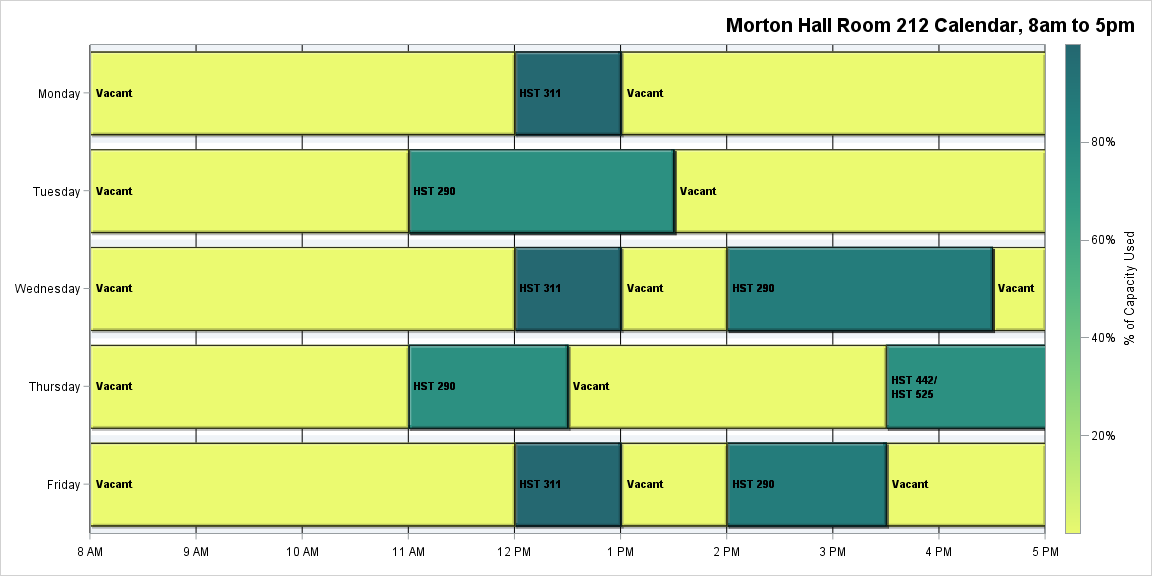 Morton Hall Room 212 Calendar, 8am to 5pm
Monday
Vacant
HST 311
Vacant
Tuesday
Vacant
HST 290
Vacant
Wednesday
Vacant
HST 311
Vacant
HST 290
Vacant
Thursday
Vacant
HST 290
Vacant
HST 442/
HST 525
Friday
Vacant
HST 311
Vacant
HST 290
Vacant
8 AM
9 AM
10 AM
11 AM
12 PM
1 PM
2 PM
3 PM
4 PM
5 PM
80%
60%
40%
20%
% of Capacity Used